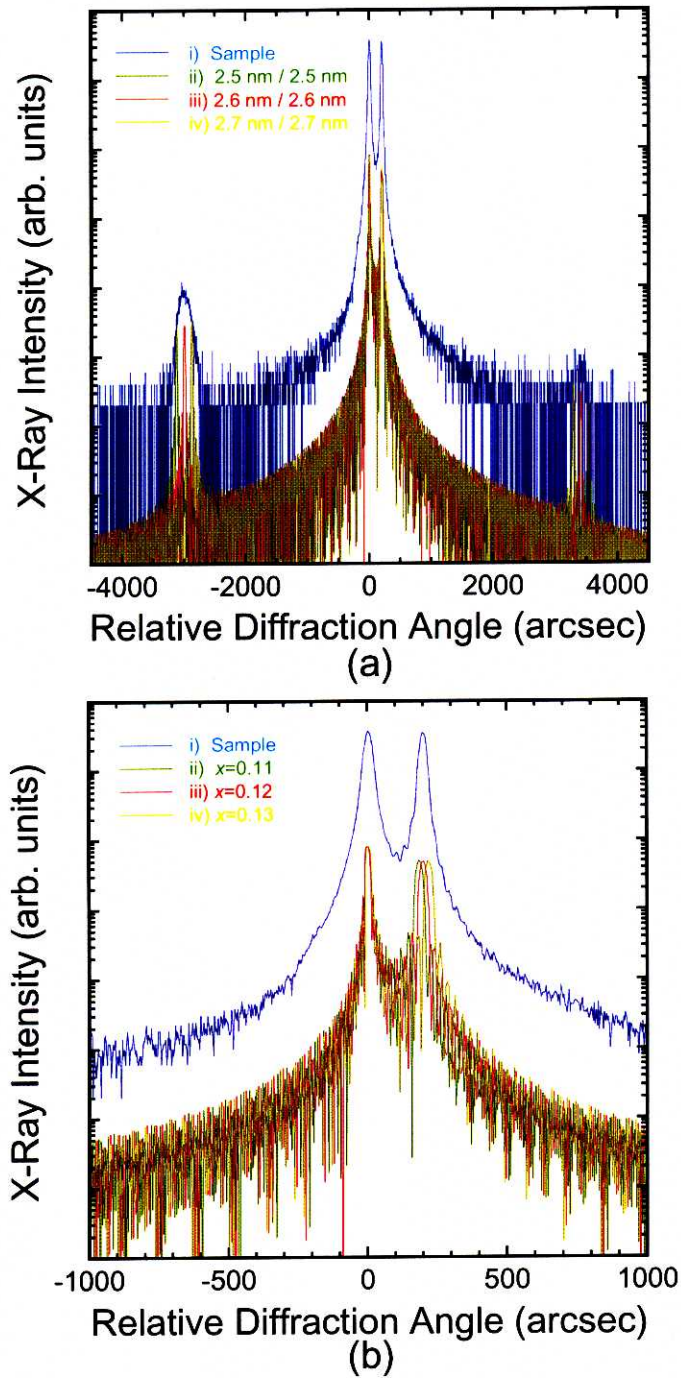 X-Ray Intensity (arb. units)
i) Sample
ii) 2.5 nm / 2.5 nm
iii) 2.6 nm / 2.6 nm
iv) 2.7 nm / 2.7 nm
-4000 -2000 0 2000 4000
Relative Diffraction Angle (arcsec)
(a)
X-Ray Intensity (arb. units)
i) Sample
ii) x=0.11
iii) x=0.12
iv) x=0.13
-1000 -500 0 500 1000
Relative Diffraction Angle (arcsec)
(b)